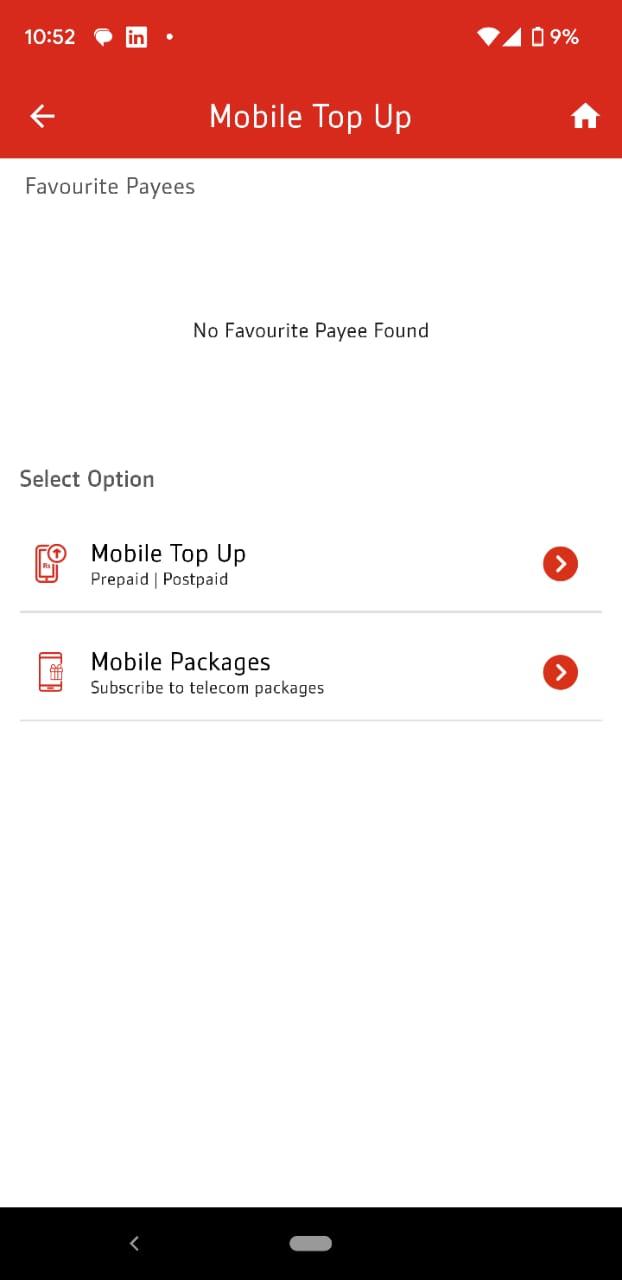 10:52 9%
Mobile Top Up
Favourite Payees
No Favourite Payee Found
Select Option
Mobile Top Up
Prepaid | Postpaid
Mobile Packages
Subscribe to telecom packages